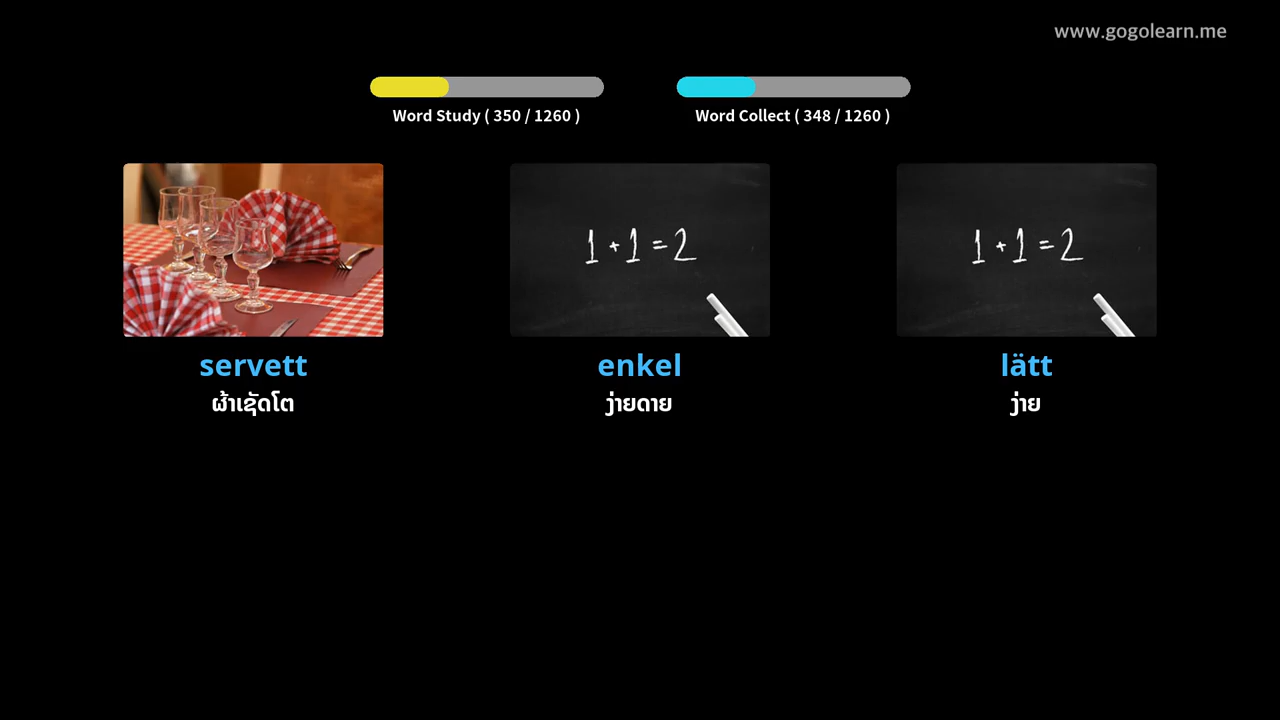 www.gogolearn.me
Word Study ( 350 / 1260 )
Word Collect ( 348 / 1260 )
1 + 1 = 2
1 + 1 = 2
servett
enkel
lätt
ຜ້າເຊັດໂຕ
ງ່າຍດາຍ
ງ່າຍ